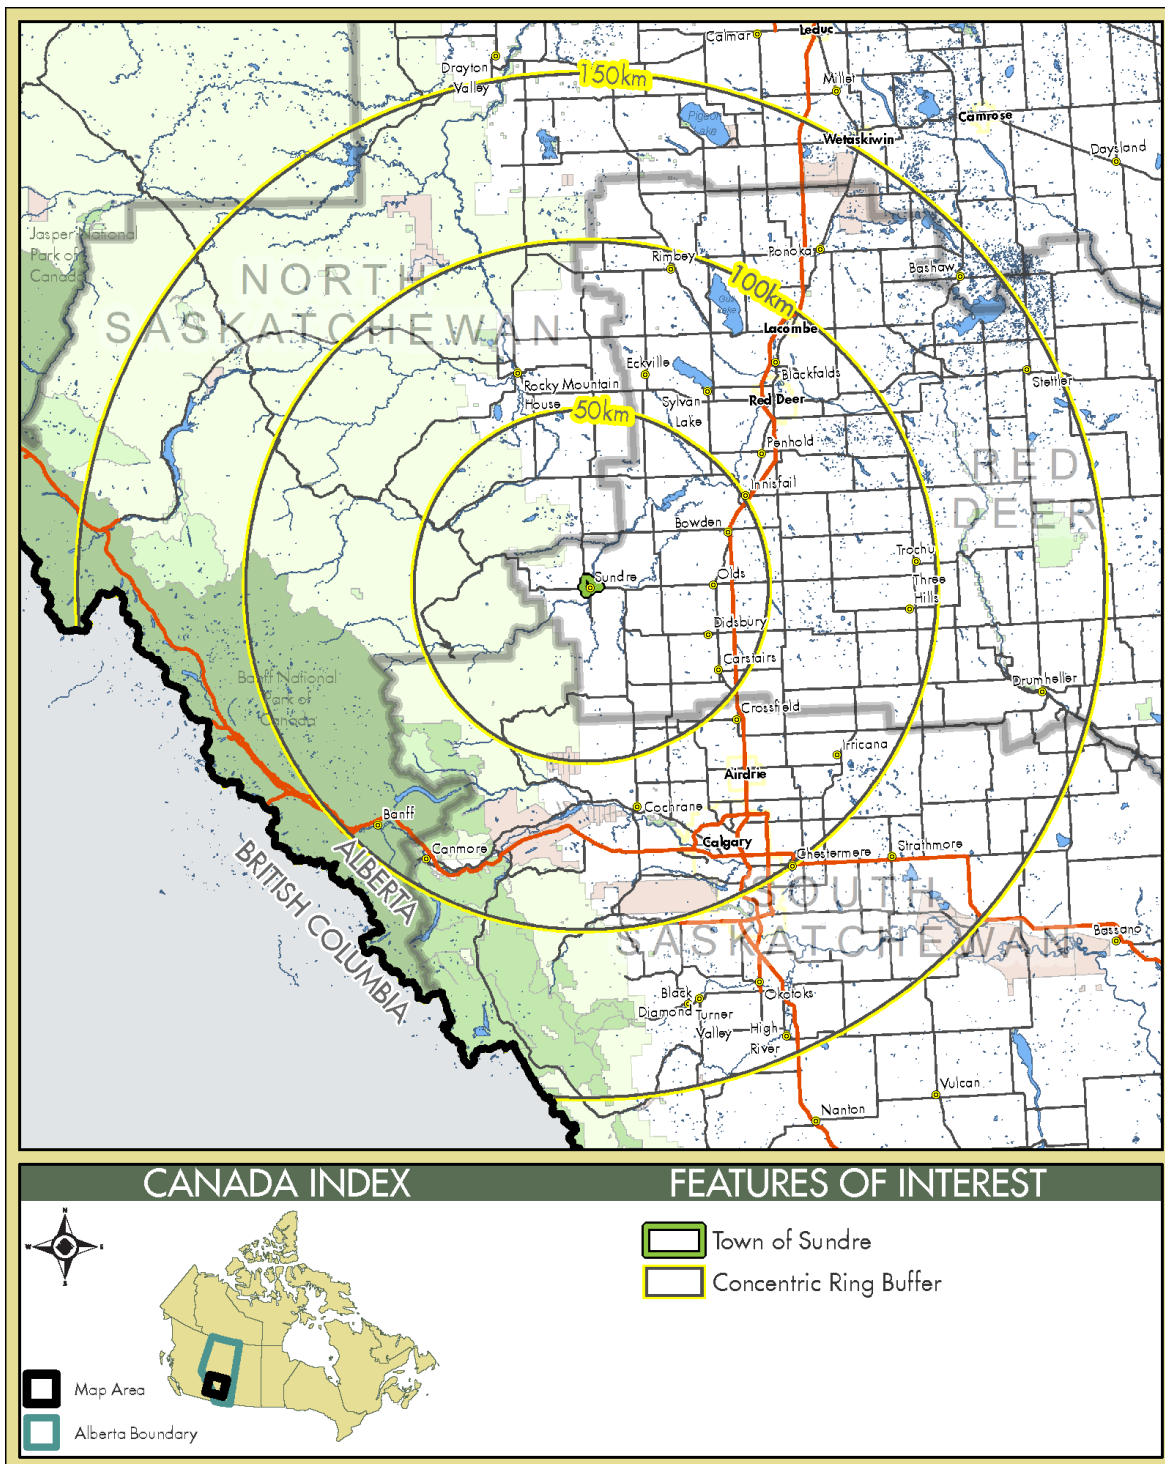 Calmar
Leduc
Drayton
Valley
150km
Millet
Pigeon
Lake
Camrose
Wetaskiwin
Daysland
Jasper National
Park of
Canada
NORTH
SASKATCHEWAN
Rimbey
Ponoka
Bashaw
100km
Gull
Lake
Lacombe
Eckville
Blackfalds
Rocky Mountain
House
Sylvan
Lake
Red Deer
Stettler
50km
Penhold
RED
DEER
Innisfail
Bowden
Trochu
Sundre
Olds
Three
Hills
Didsbury
Carstairs
Banff National
Park of
Canada
Drumheller
Crossfield
Irricana
Airdrie
Cochrane
Banff
Canmore
Calgary
Chestermere
Strathmore
ALBERTA
BRITISH COLUMBIA
SOUTH
SASKATCHEWAN
Bassano
Black
Diamond
Turner
Valley
Okotoks
High
River
Vulcan
Nanton
CANADA INDEX
FEATURES OF INTEREST
N
W
E
S
Town of Sundre
Concentric Ring Buffer
Map Area
Alberta Boundary